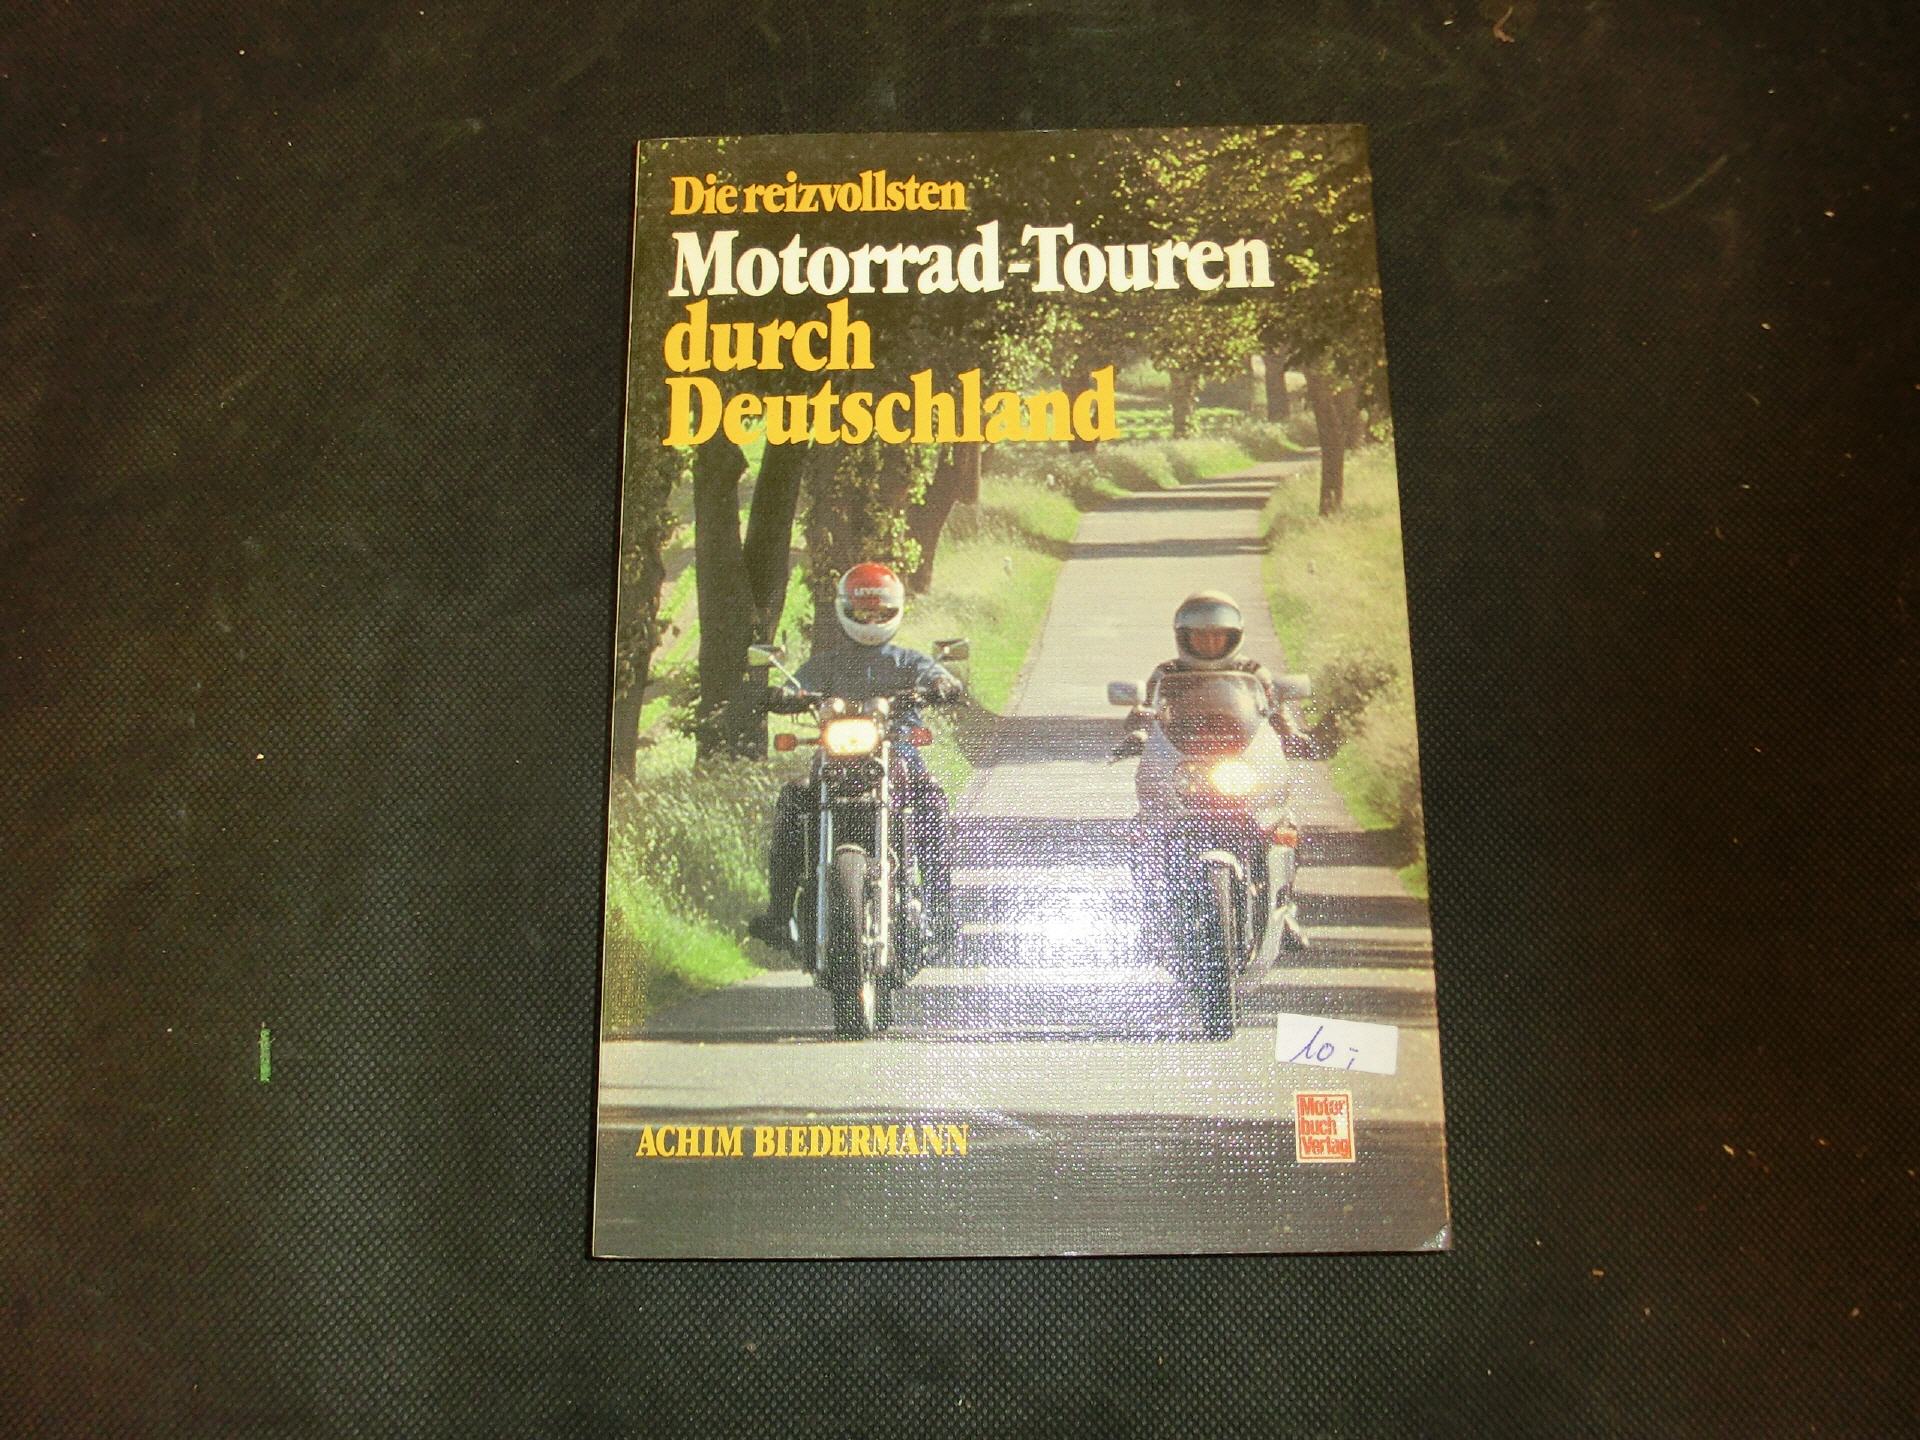 Die reizvollsten
Motorrad-Touren
durch
Deutschland
10,-
ACHIM BIEDERMANN
Motor
buch
Verlag